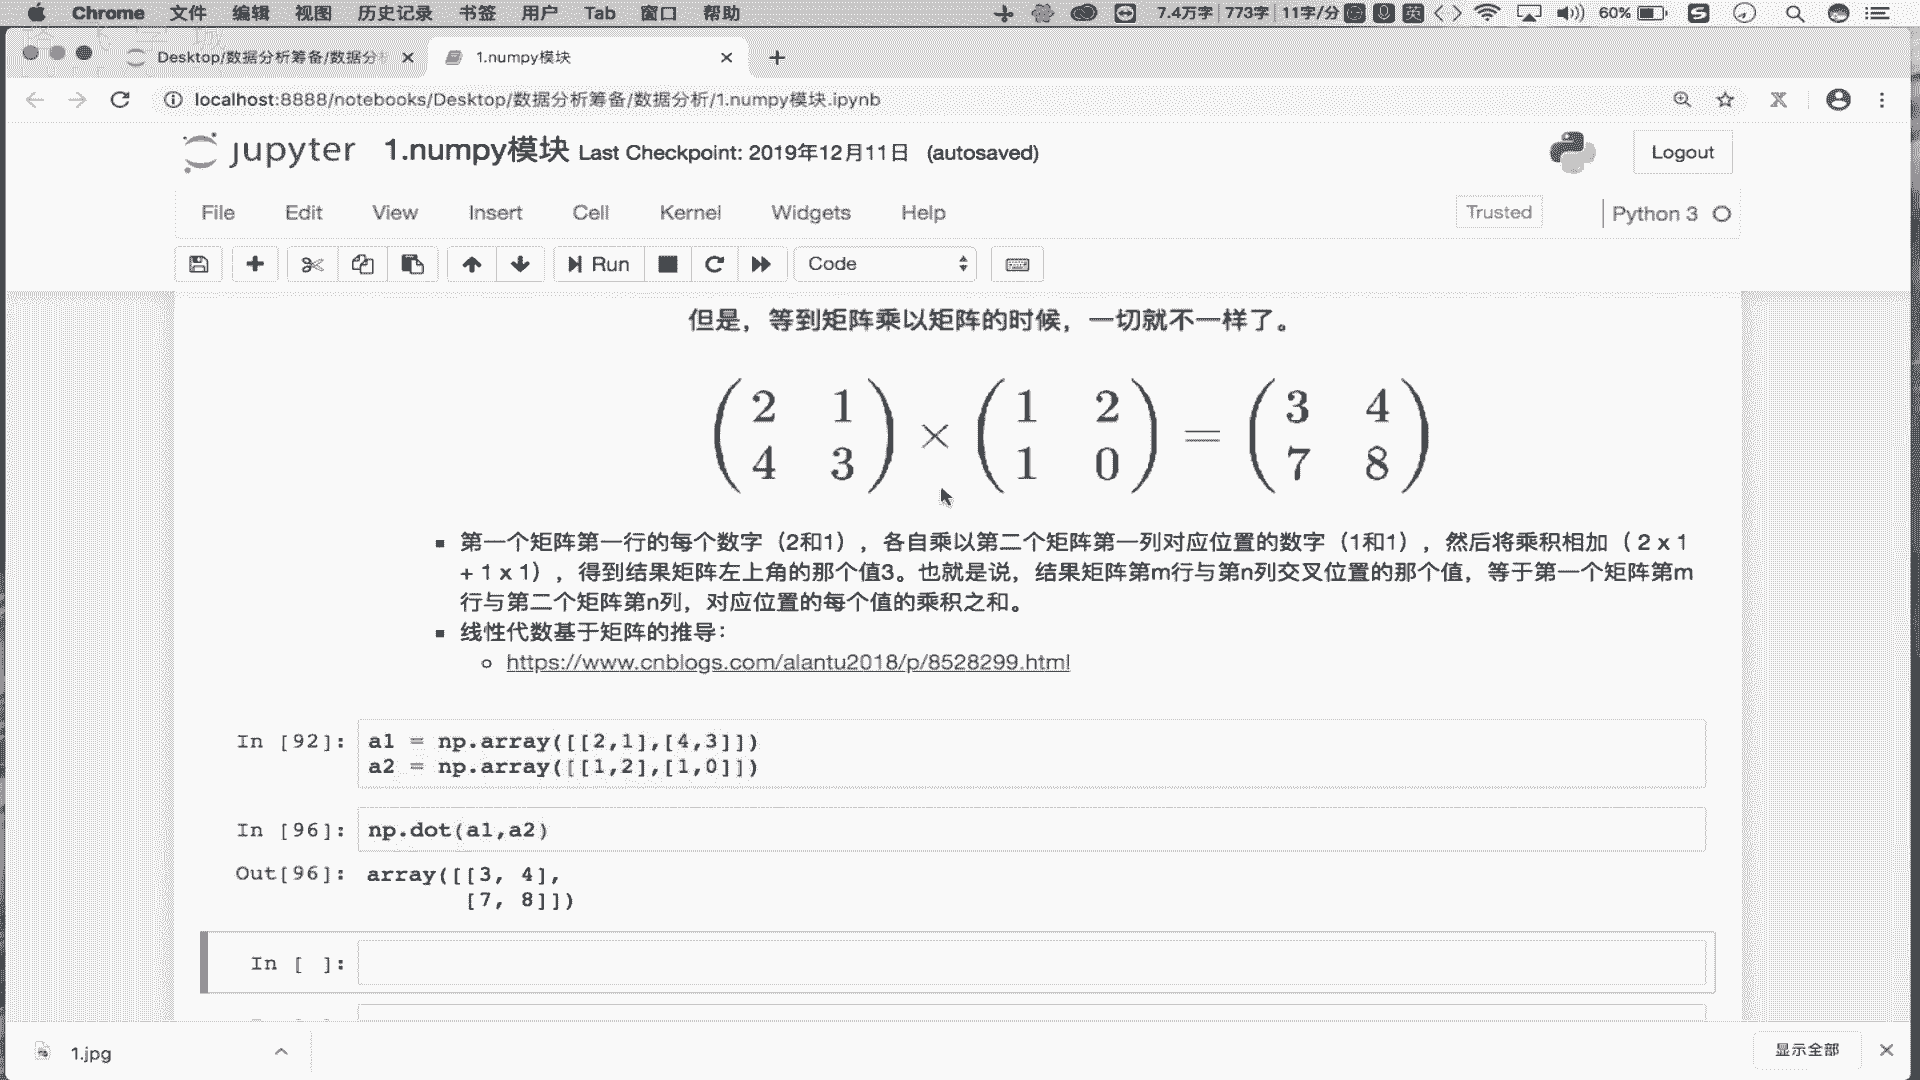 Chrome 文件 编辑 视图 历史记录 书签 用户 Tab 窗口 帮助 7.4万字 773字 11字/分 英 60%
Desktop/数据分析筹备/数据分析 1.numpy模块
localhost:8888/notebooks/Desktop/数据分析筹备/数据分析/1.numpy模块.ipynb
jupyter 1.numpy模块 Last Checkpoint: 2019年12月11日 (autosaved) Logout
File Edit View Insert Cell Kernel Widgets Help Trusted Python 3
Run Code
但是，等到矩阵乘以矩阵的时候，一切就不一样了。
2 1 1 2 3 4
× =
4 3 1 0 7 8
第一个矩阵第一行的每个数字（2和1），各自乘以第二个矩阵第一列对应位置的数字（1和1），然后将乘积相加（ 2 x 1
+ 1 x 1），得到结果矩阵左上角的那个值3。也就是说，结果矩阵第m行与第n列交叉位置的那个值，等于第一个矩阵第m
行与第二个矩阵第n列，对应位置的每个值的乘积之和。
线性代数基于矩阵的推导：
https://www.cnblogs.com/alantu2018/p/8528299.html
In [92]: a1 = np.array([[2,1],[4,3]])
a2 = np.array([[1,2],[1,0]])
In [96]: np.dot(a1,a2)
Out[96]: array([[3, 4],
[7, 8]])
In [ ]:
1.jpg 显示全部